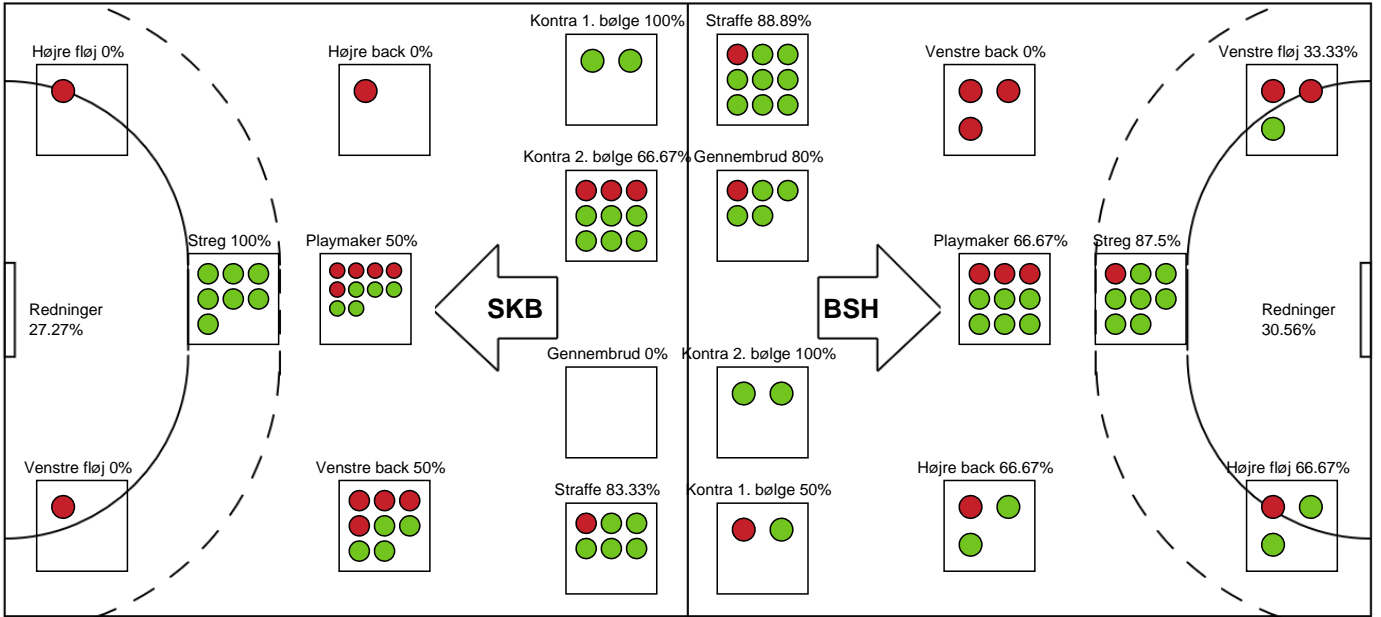 Kontra 1. bølge 100%
Straffe 88.89%
Højre fløj 0%
Højre back 0%
Venstre back 0%
Venstre fløj 33.33%
Kontra 2. bølge 66.67%
Gennembrud 80%
Streg 100%
Playmaker 50%
Playmaker 66.67%
Streg 87.5%
Redninger
27.27%
SKB
BSH
Redninger
30.56%
Gennembrud 0%
Kontra 2. bølge 100%
Venstre fløj 0%
Venstre back 50%
Straffe 83.33%
Kontra 1. bølge 50%
Højre back 66.67%
Højre fløj 66.67%